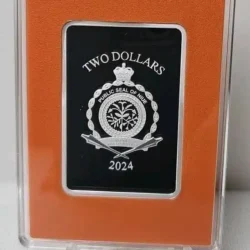 TWO DOLLARS
PUBLIC SEAL OF NIUE
2024